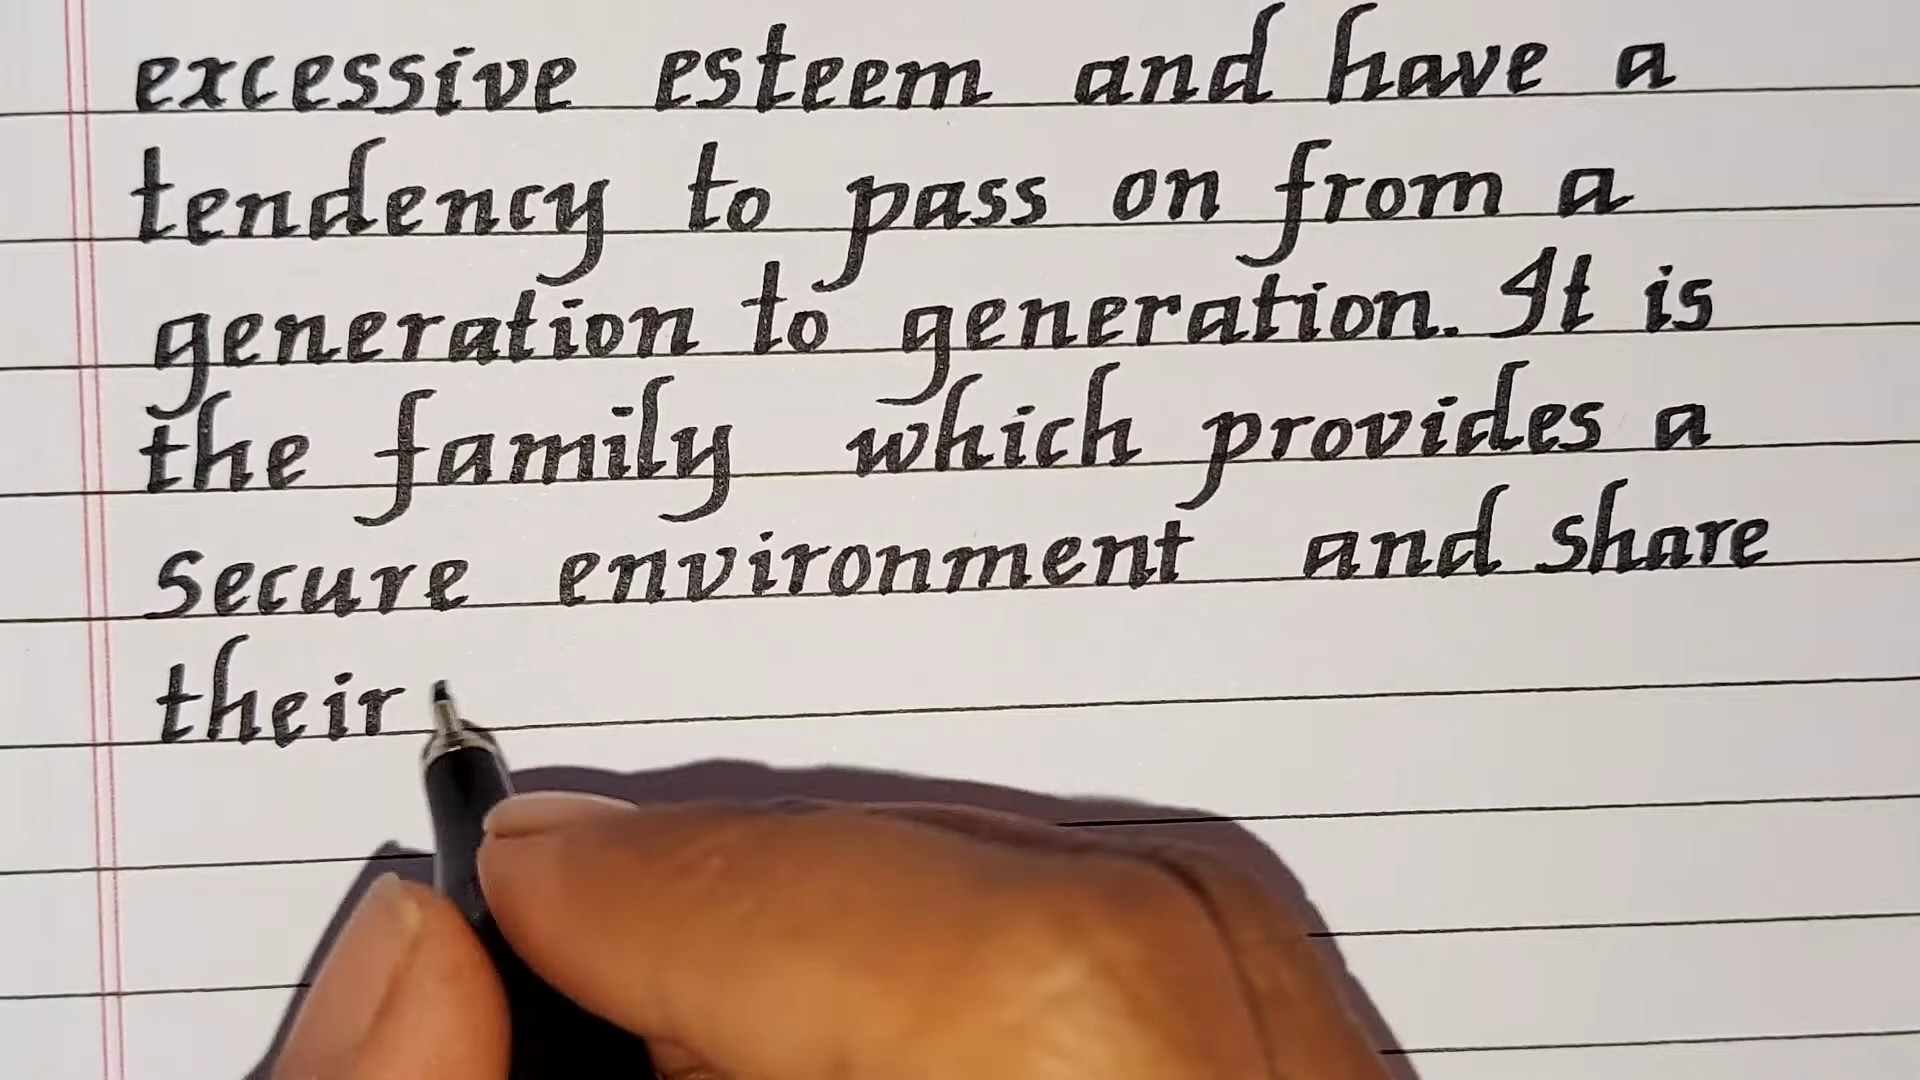 excessive esteem and have a
tendency to pass on from a
generation to generation. It is
the family which provides a
secure environment and share
their